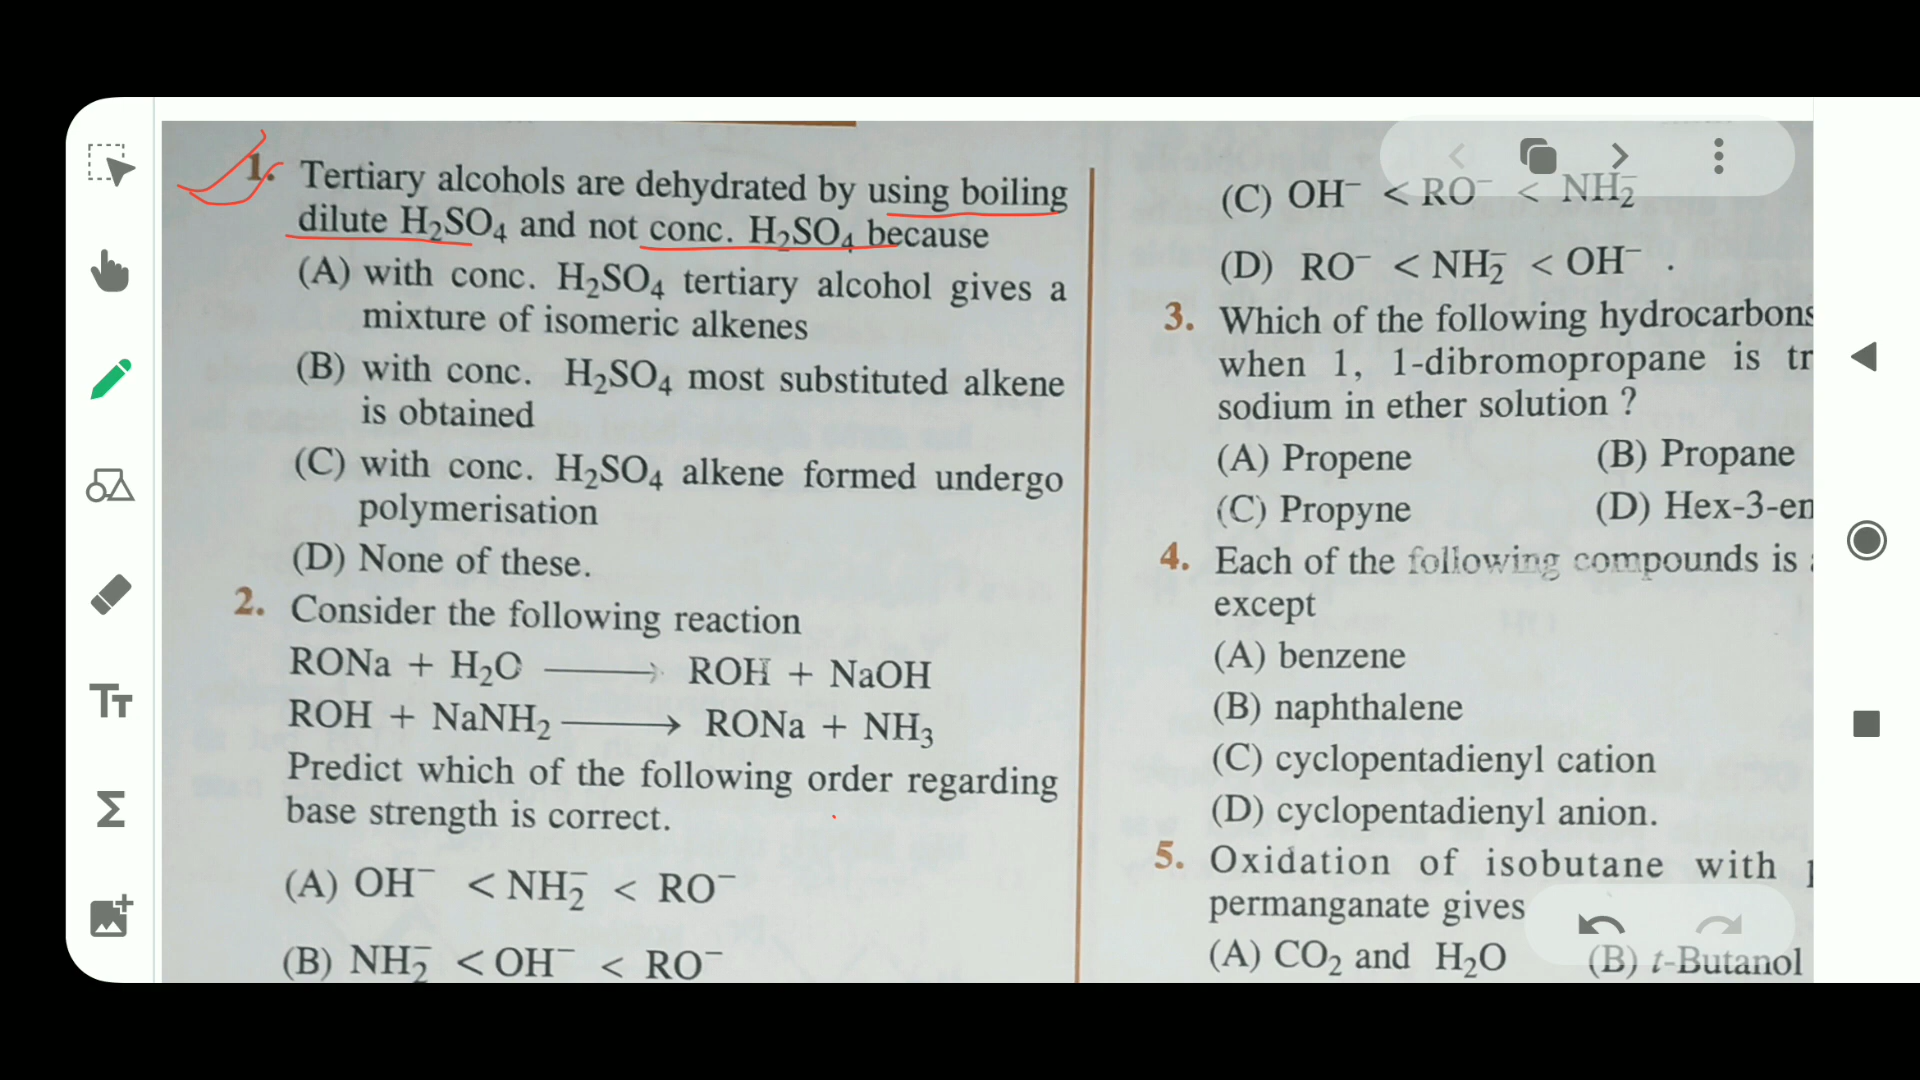 1. Tertiary alcohols are dehydrated by using boiling
dilute H₂SO₄ and not conc. H₂SO₄ because
(A) with conc. H₂SO₄ tertiary alcohol gives a
mixture of isomeric alkenes
(B) with conc. H₂SO₄ most substituted alkene
is obtained
(C) with conc. H₂SO₄ alkene formed undergo
polymerisation
(D) None of these.
2. Consider the following reaction
RONa + H₂O ⟶ ROH + NaOH
ROH + NaNH₂ ⟶ RONa + NH₃
Predict which of the following order regarding
base strength is correct.
(A) OH⁻ < NH₂⁻ < RO⁻
(B) NH₂⁻ < OH⁻ < RO⁻
(C) OH⁻ < RO⁻ < NH₂⁻
(D) RO⁻ < NH₂⁻ < OH⁻ .
3. Which of the following hydrocarbons
when 1, 1-dibromopropane is tr
sodium in ether solution ?
(A) Propene (B) Propane
(C) Propyne (D) Hex-3-en
4. Each of the following compounds is
except
(A) benzene
(B) naphthalene
(C) cyclopentadienyl cation
(D) cyclopentadienyl anion.
5. Oxidation of isobutane with
permanganate gives
(A) CO₂ and H₂O (B) t-Butanol
TT
Σ